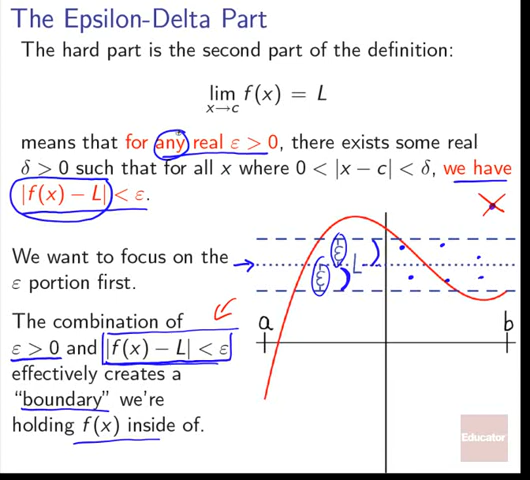 The Epsilon-Delta Part
The hard part is the second part of the definition:
lim f(x) = L
x→c
means that for any real ε > 0, there exists some real
δ > 0 such that for all x where 0 < |x − c| < δ, we have
|f(x) − L| < ε.
We want to focus on the
ε portion first.
The combination of
ε > 0 and |f(x) − L| < ε
effectively creates a
“boundary” we’re
holding f(x) inside of.
ε
L
ε
a
b
Educator